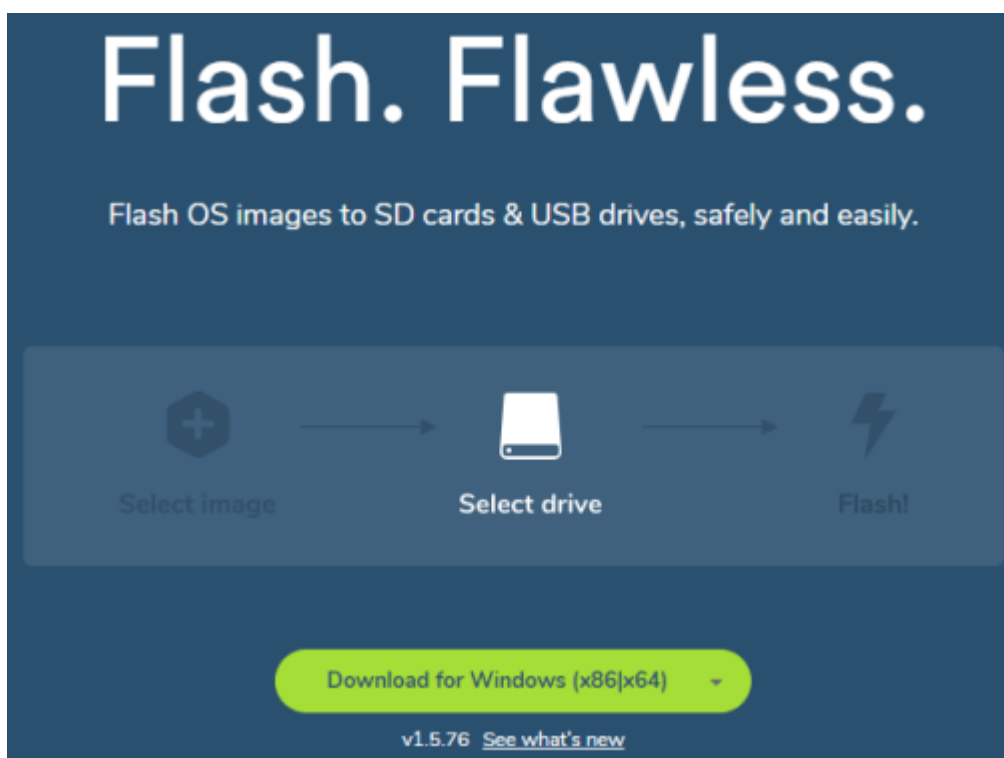 Flash. Flawless.
Flash OS images to SD cards & USB drives, safely and easily.
Select image
Select drive
Flash!
Download for Windows (x86|x64)
v1.5.76 See what's new